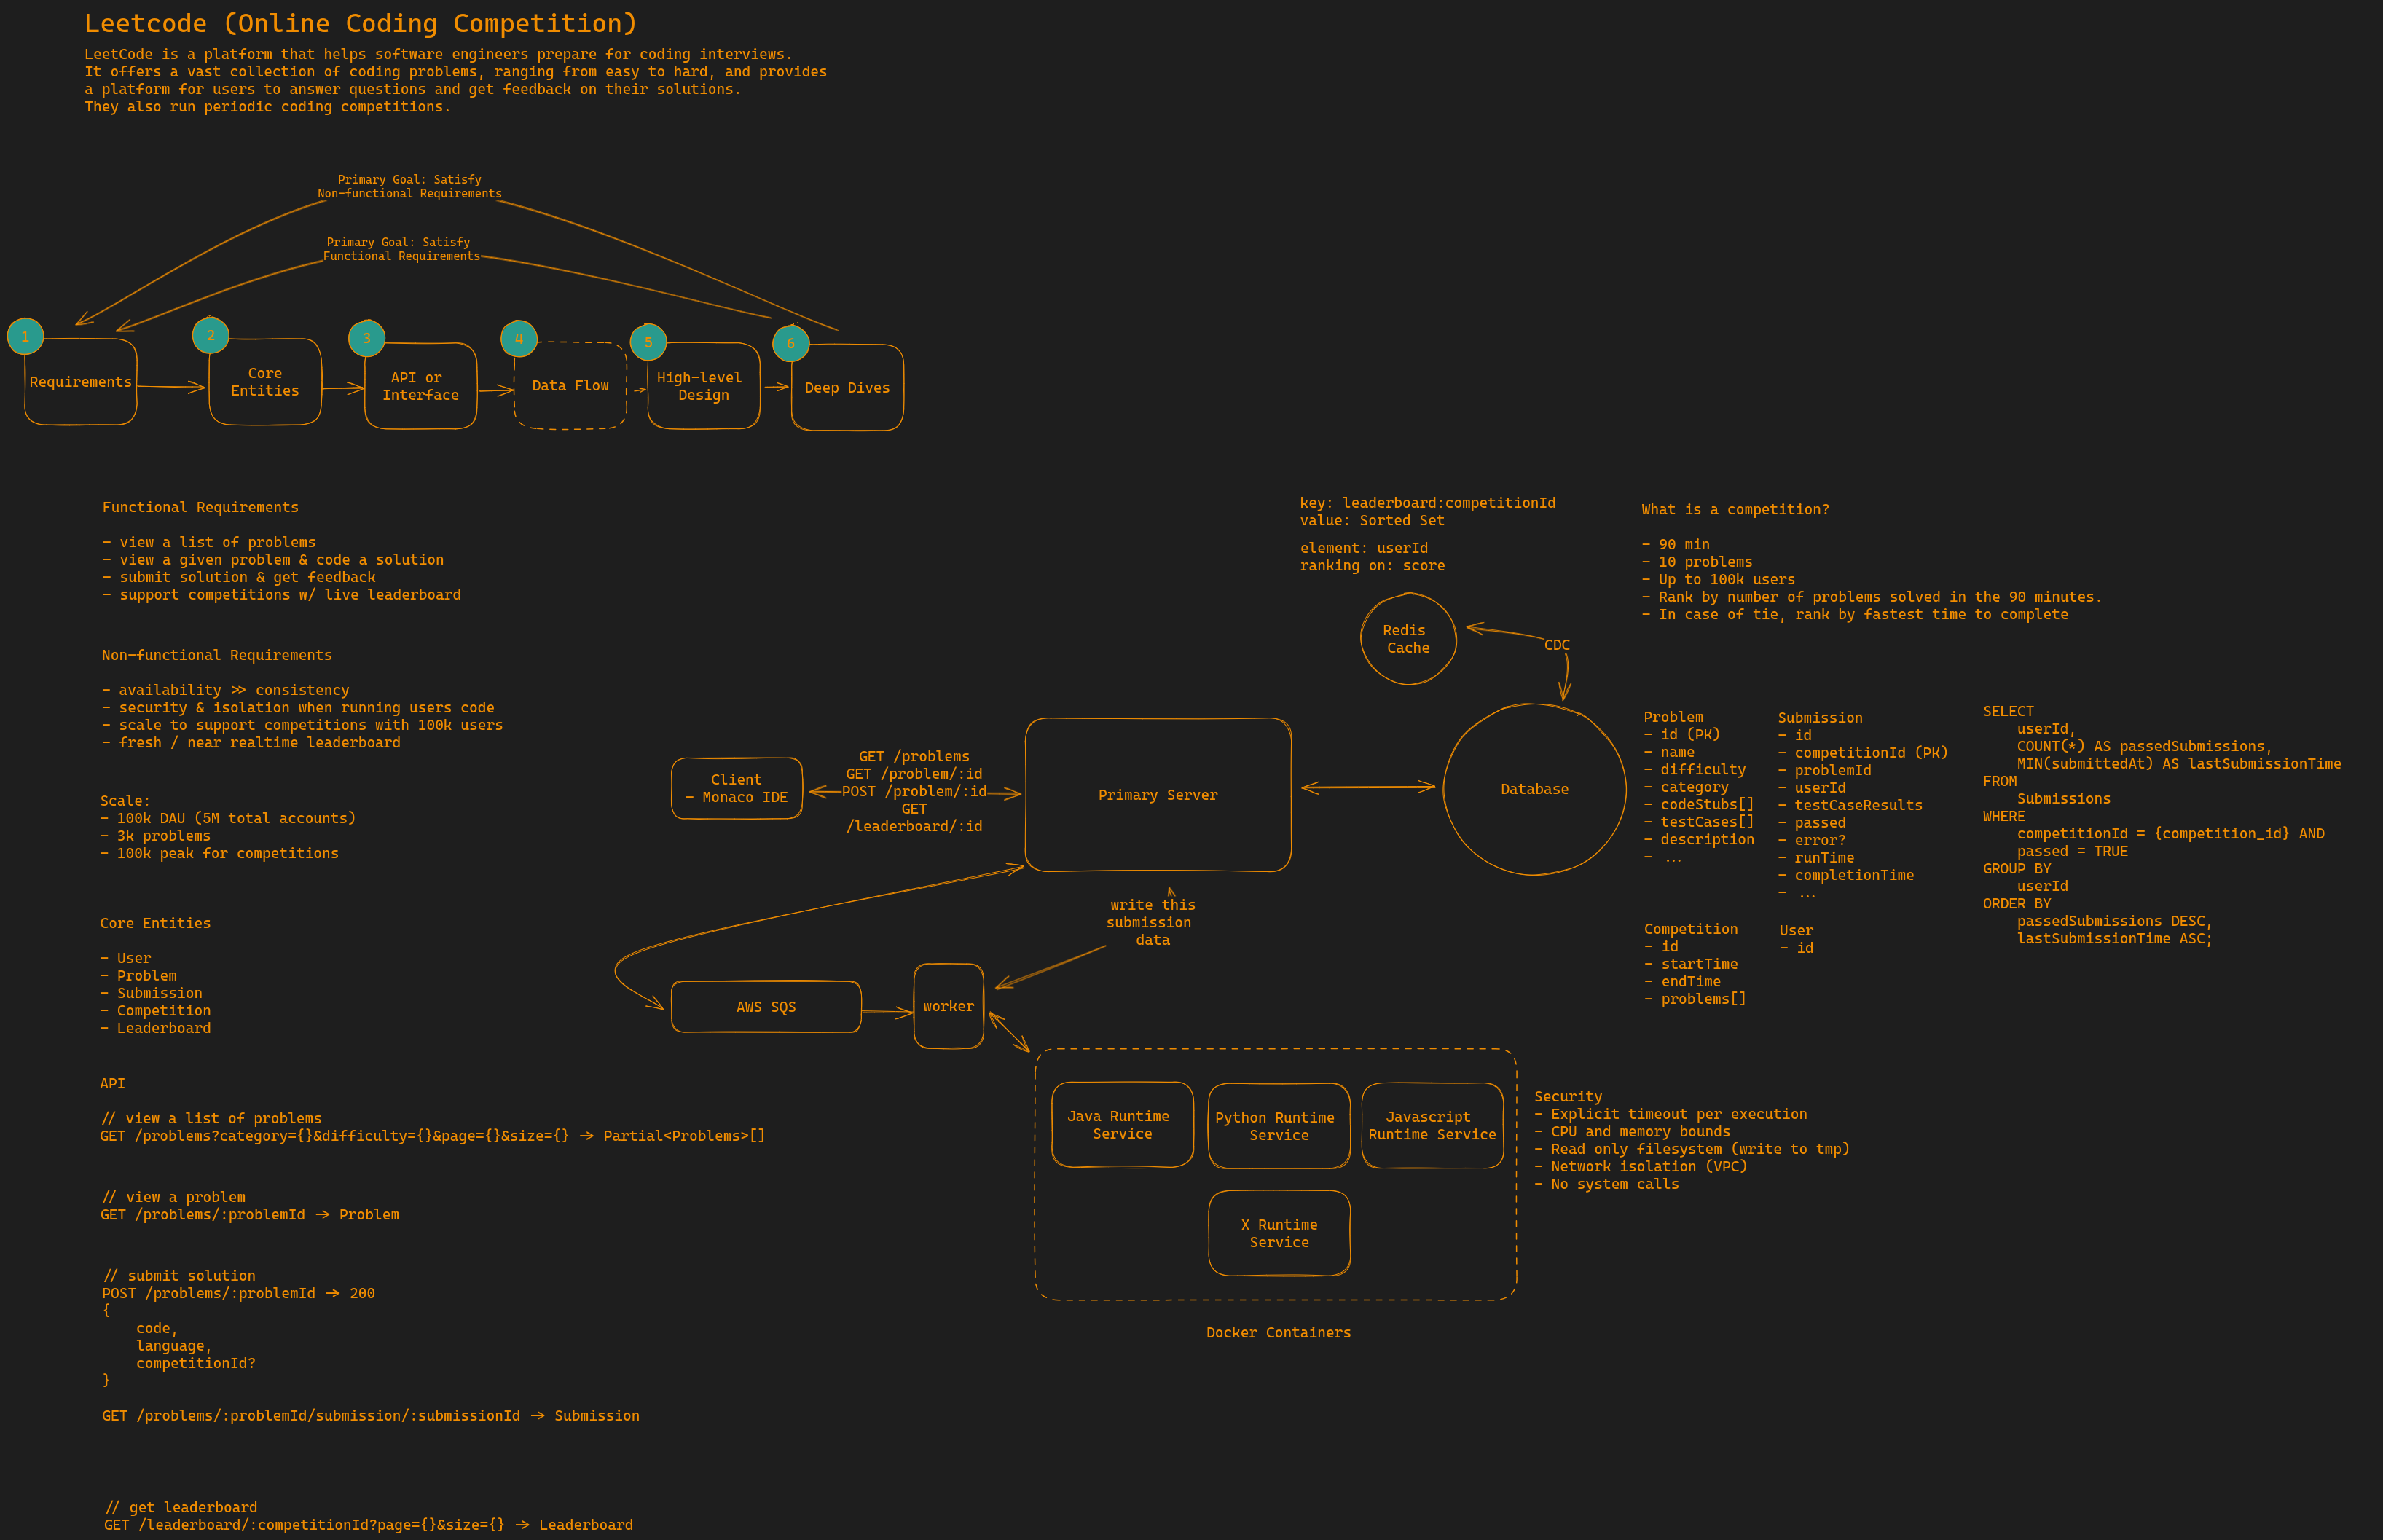 Leetcode (Online Coding Competition)
LeetCode is a platform that helps software engineers prepare for coding interviews.
It offers a vast collection of coding problems, ranging from easy to hard, and provides
a platform for users to answer questions and get feedback on their solutions.
They also run periodic coding competitions.
Primary Goal: Satisfy
Non-functional Requirements
Primary Goal: Satisfy
Functional Requirements
1
Requirements
2
Core
Entities
3
API or
Interface
4
Data Flow
5
High-level
Design
6
Deep Dives
Functional Requirements
- view a list of problems
- view a given problem & code a solution
- submit solution & get feedback
- support competitions w/ live leaderboard
Non-functional Requirements
- availability >> consistency
- security & isolation when running users code
- scale to support competitions with 100k users
- fresh / near realtime leaderboard
Scale:
- 100k DAU (5M total accounts)
- 3k problems
- 100k peak for competitions
Core Entities
- User
- Problem
- Submission
- Competition
- Leaderboard
API
// view a list of problems
GET /problems?category={}&difficulty={}&page={}&size={} -> Partial<Problems>[]
// view a problem
GET /problems/:problemId -> Problem
// submit solution
POST /problems/:problemId -> 200
{
code,
language,
competitionId?
}
GET /problems/:problemId/submission/:submissionId -> Submission
// get leaderboard
GET /leaderboard/:competitionId?page={}&size={} -> Leaderboard
Client
- Monaco IDE
GET /problems
GET /problem/:id
POST /problem/:id
GET
/leaderboard/:id
Primary Server
key: leaderboard:competitionId
value: Sorted Set
element: userId
ranking on: score
Redis
Cache
CDC
Database
write this
submission
data
AWS SQS
worker
Java Runtime
Service
Python Runtime
Service
Javascript
Runtime Service
X Runtime
Service
Docker Containers
What is a competition?
- 90 min
- 10 problems
- Up to 100k users
- Rank by number of problems solved in the 90 minutes.
- In case of tie, rank by fastest time to complete
Problem
- id (PK)
- name
- difficulty
- category
- codeStubs[]
- testCases[]
- description
- ...
Submission
- id
- competitionId (PK)
- problemId
- userId
- testCaseResults
- passed
- error?
- runTime
- completionTime
- ...
Competition
- id
- startTime
- endTime
- problems[]
User
- id
SELECT
userId,
COUNT(*) AS passedSubmissions,
MIN(submittedAt) AS lastSubmissionTime
FROM
Submissions
WHERE
competitionId = {competition_id} AND
passed = TRUE
GROUP BY
userId
ORDER BY
passedSubmissions DESC,
lastSubmissionTime ASC;
Security
- Explicit timeout per execution
- CPU and memory bounds
- Read only filesystem (write to tmp)
- Network isolation (VPC)
- No system calls